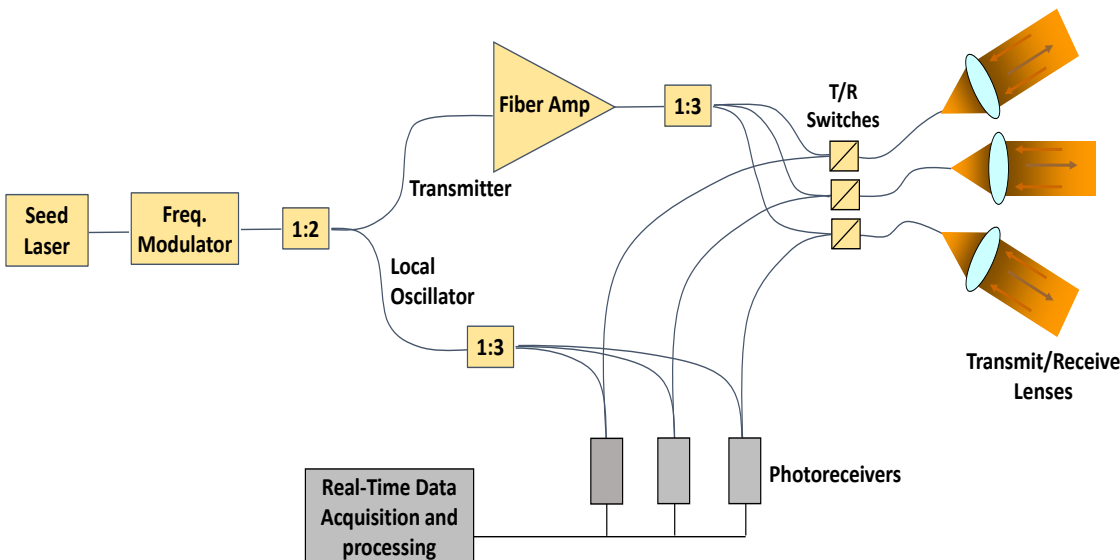 Fiber Amp
1:3
T/R
Switches
Transmitter
Seed
Laser
Freq.
Modulator
1:2
Local
Oscillator
1:3
Transmit/Receive
Lenses
Photoreceivers
Real-Time Data
Acquisition and
processing